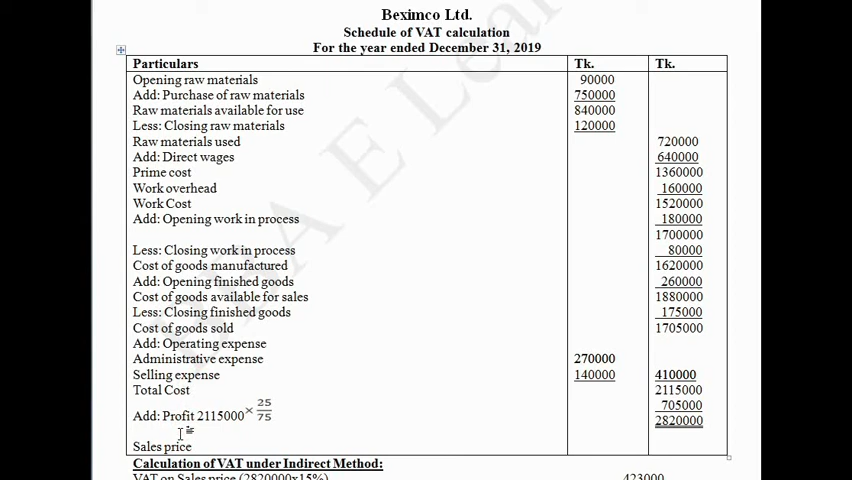 Beximco Ltd.
Schedule of VAT calculation
For the year ended December 31, 2019
Particulars Tk. Tk.
Opening raw materials 90000
Add: Purchase of raw materials 750000
Raw materials available for use 840000
Less: Closing raw materials 120000
Raw materials used 720000
Add: Direct wages 640000
Prime cost 1360000
Work overhead 160000
Work Cost 1520000
Add: Opening work in process 180000
1700000
Less: Closing work in process 80000
Cost of goods manufactured 1620000
Add: Opening finished goods 260000
Cost of goods available for sales 1880000
Less: Closing finished goods 175000
Cost of goods sold 1705000
Add: Operating expense
Administrative expense 270000
Selling expense 140000 410000
Total Cost 2115000
Add: Profit 2115000 × 25/75 705000
2820000
Sales price
Calculation of VAT under Indirect Method:
VAT on Sales price (2820000x15%) 423000